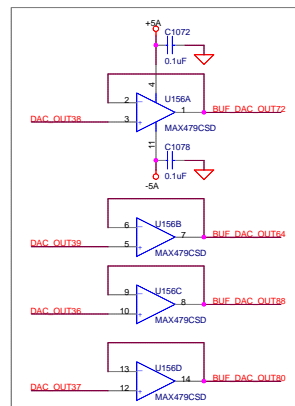 +5A
C1072
0.1uF
4
2
U156A
1
BUF_DAC_OUT72
DAC_OUT38
3
MAX479CSD
11
C1078
0.1uF
-5A
6
U156B
7
BUF_DAC_OUT64
DAC_OUT39
5
MAX479CSD
9
U156C
8
BUF_DAC_OUT88
DAC_OUT36
10
MAX479CSD
13
U156D
14
BUF_DAC_OUT80
DAC_OUT37
12
MAX479CSD